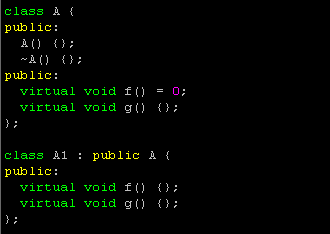 class A {
public:
  A() {};
  ~A() {};
public:
  virtual void f() = 0;
  virtual void g() {};
};

class A1 : public A {
public:
  virtual void f() {};
  virtual void g() {};
};